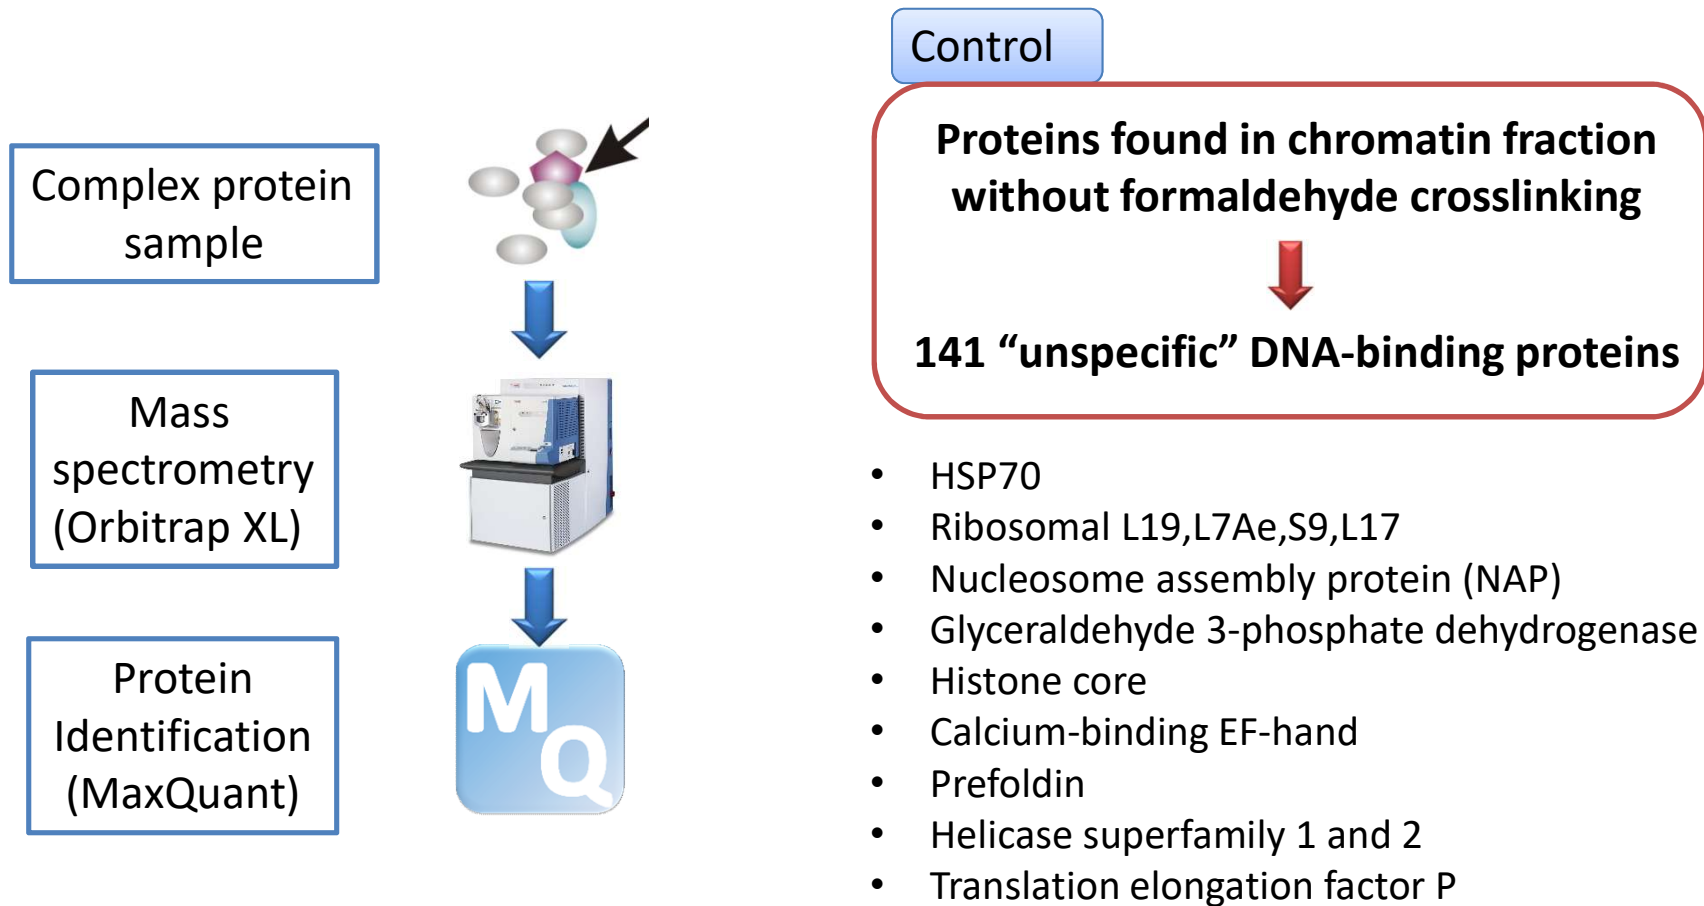 Complex protein
sample
Mass
spectrometry
(Orbitrap XL)
Protein
Identification
(MaxQuant)
M
Q
Control
Proteins found in chromatin fraction
without formaldehyde crosslinking
141 “unspecific” DNA-binding proteins
• HSP70
• Ribosomal L19,L7Ae,S9,L17
• Nucleosome assembly protein (NAP)
• Glyceraldehyde 3-phosphate dehydrogenase
• Histone core
• Calcium-binding EF-hand
• Prefoldin
• Helicase superfamily 1 and 2
• Translation elongation factor P